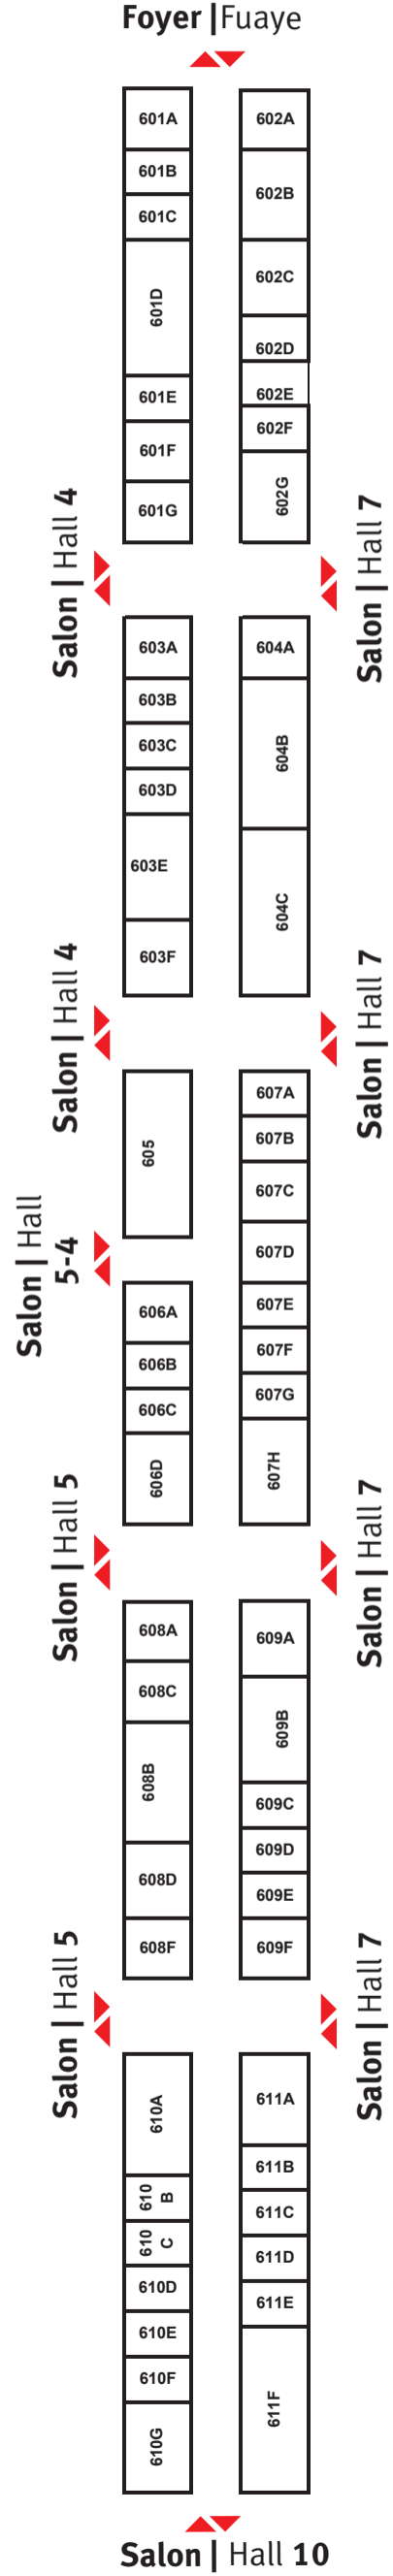 Foyer |Fuaye
601A
601B
601C
601D
601E
601F
601G
602A
602B
602C
602D
602E
602F
602G
Salon | Hall 4
Salon | Hall 7
603A
603B
603C
603D
603E
603F
604A
604B
604C
Salon | Hall 4
Salon | Hall 7
605
Salon | Hall
5-4
606A
606B
606C
606D
607A
607B
607C
607D
607E
607F
607G
607H
Salon | Hall 5
Salon | Hall 7
608A
608C
608B
608D
608F
609A
609B
609C
609D
609E
609F
Salon | Hall 5
Salon | Hall 7
610A
610
B
610
C
610D
610E
610F
610G
611A
611B
611C
611D
611E
611F
Salon | Hall 10